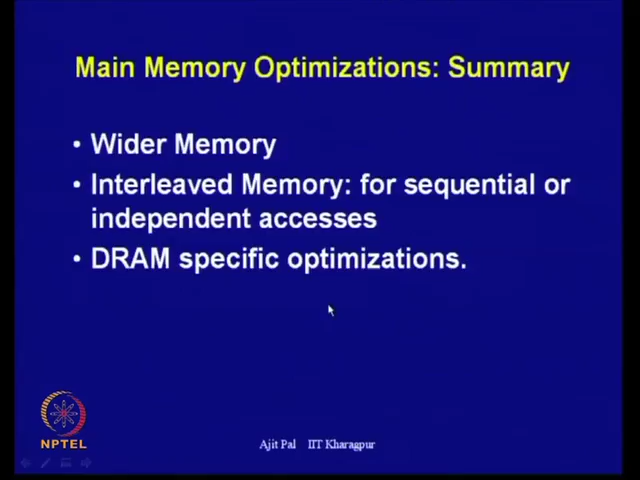 Main Memory Optimizations: Summary
• Wider Memory
• Interleaved Memory: for sequential or
independent accesses
• DRAM specific optimizations.
NPTEL
Ajit Pal IIT Kharagpur